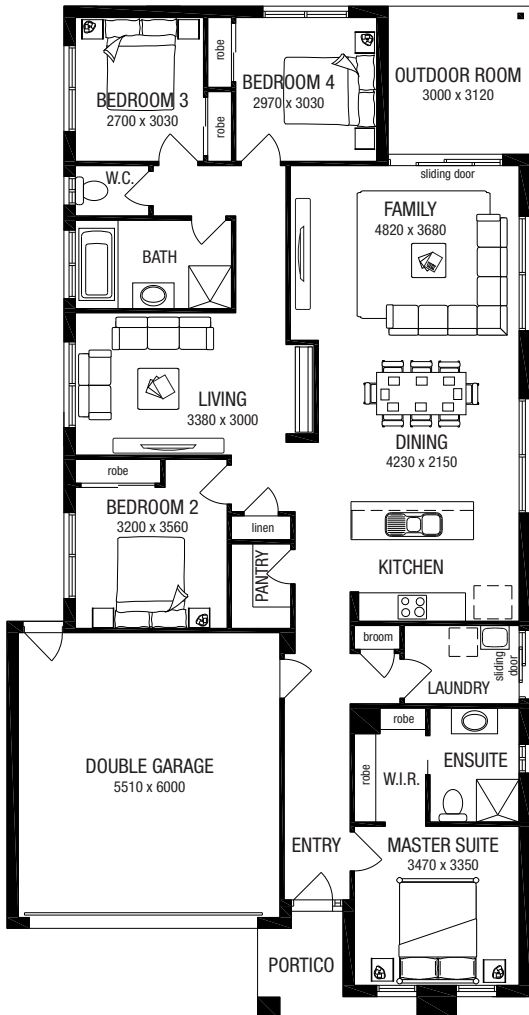 BEDROOM 3
2700 x 3030
robe
robe
BEDROOM 4
2970 x 3030
OUTDOOR ROOM
3000 x 3120
W.C.
sliding door
FAMILY
4820 x 3680
BATH
LIVING
3380 x 3000
DINING
4230 x 2150
robe
BEDROOM 2
3200 x 3560
linen
PANTRY
KITCHEN
broom
LAUNDRY
sliding
door
robe
robe
W.I.R.
ENSUITE
DOUBLE GARAGE
5510 x 6000
ENTRY
MASTER SUITE
3470 x 3350
PORTICO